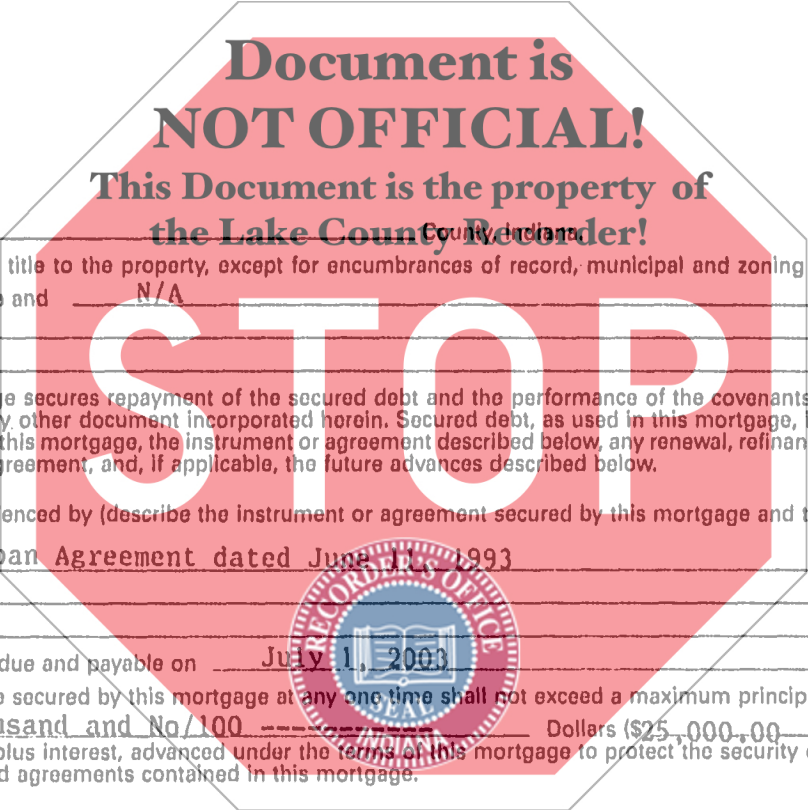 Document is
NOT OFFICIAL!
This Document is the property of
the Lake County Recorder!
County, Indiana,
title to the property, except for encumbrances of record, municipal and zoning
and N/A
STOP
e secures repayment of the secured debt and the performance of the covenants
y other document incorporated herein. Secured debt, as used in this mortgage, i
this mortgage, the instrument or agreement described below, any renewal, refinan
greement, and, if applicable, the future advances described below.
enced by (describe the instrument or agreement secured by this mortgage and t
oan Agreement dated June 11, 1993
RECORDER'S OFFICE
SEAL
INDIANA
due and payable on July 1, 2003
e secured by this mortgage at any one time shall not exceed a maximum princip
usand and No/100 ------------- Dollars ($25,000.00
plus interest, advanced under the terms of this mortgage to protect the security o
d agreements contained in this mortgage.